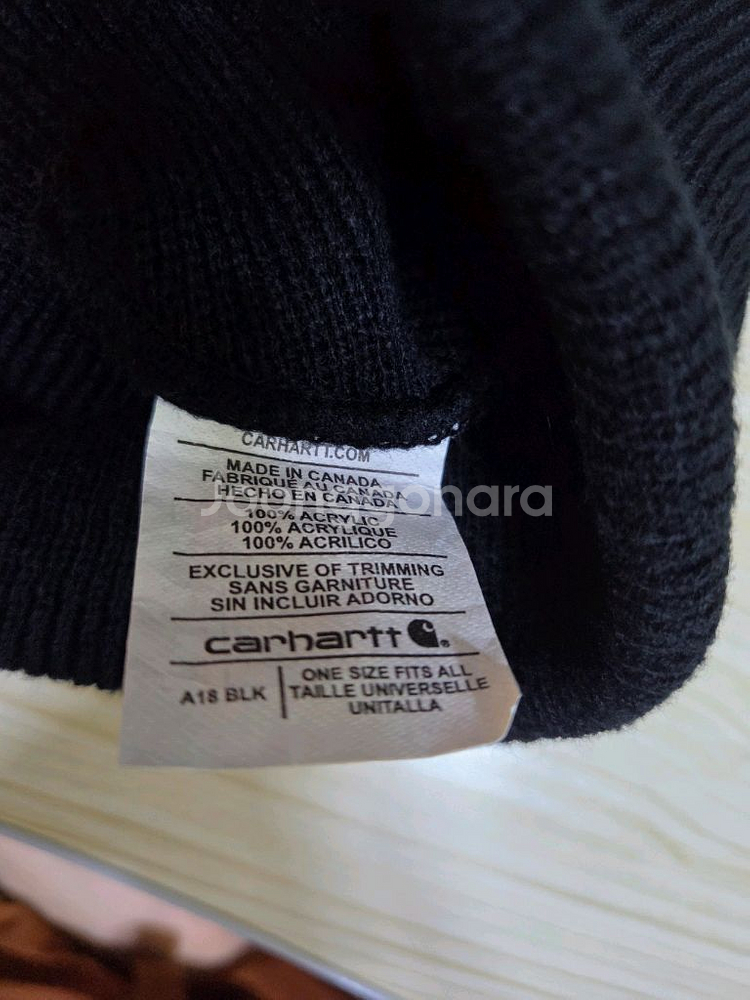 CARHARTT.COM
MADE IN CANADA
FABRIQUÉ AU CANADA
HECHO EN CANADA
Joonggonara
100% ACRYLIC
100% ACRYLIQUE
100% ACRILICO
EXCLUSIVE OF TRIMMING
SANS GARNITURE
SIN INCLUIR ADORNO
carhartt
A18 BLK
ONE SIZE FITS ALL
TAILLE UNIVERSELLE
UNITALLA